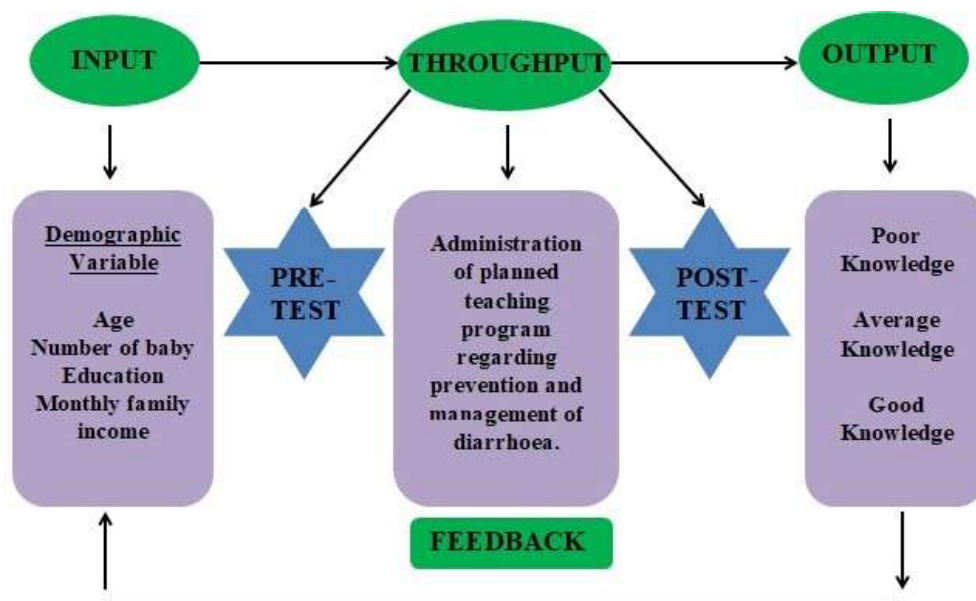 INPUT
THROUGHPUT
OUTPUT
Demographic
Variable
Age
Number of baby
Education
Monthly family
income
PRE-
TEST
Administration
of planned
teaching
program
regarding
prevention and
management of
diarrhoea.
POST-
TEST
Poor
Knowledge
Average
Knowledge
Good
Knowledge
FEEDBACK